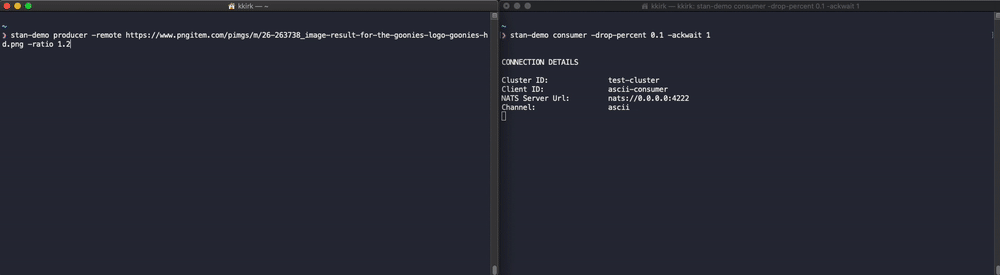 kkirk — ~
~
❯ stan-demo producer -remote https://www.pngitem.com/pimgs/m/26-263738_image-result-for-the-goonies-logo-goonies-h
d.png -ratio 1.2
kkirk — kkirk: stan-demo consumer -drop-percent 0.1 -ackwait 1
~
❯ stan-demo consumer -drop-percent 0.1 -ackwait 1
CONNECTION DETAILS
Cluster ID: test-cluster
Client ID: ascii-consumer
NATS Server Url: nats://0.0.0.0:4222
Channel: ascii